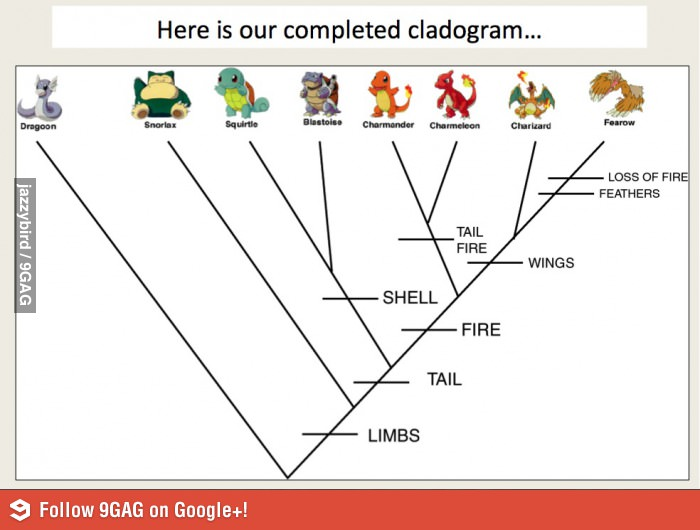 Here is our completed cladogram...
Dragoon
Snorlax
Squirtle
Blastoise
Charmander
Charmeleon
Charizard
Fearow
LOSS OF FIRE
FEATHERS
TAIL
FIRE
WINGS
SHELL
FIRE
TAIL
LIMBS
jazzybird / 9GAG
Follow 9GAG on Google+!